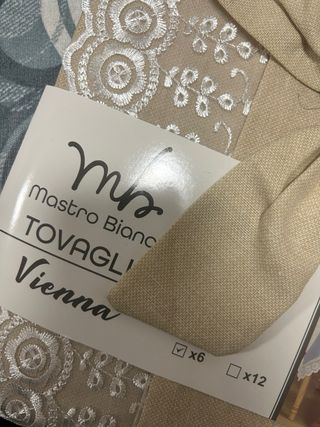 mb
Mastro Bianc
TOVAGLI
Vienna
☑ x6 ☐ x12